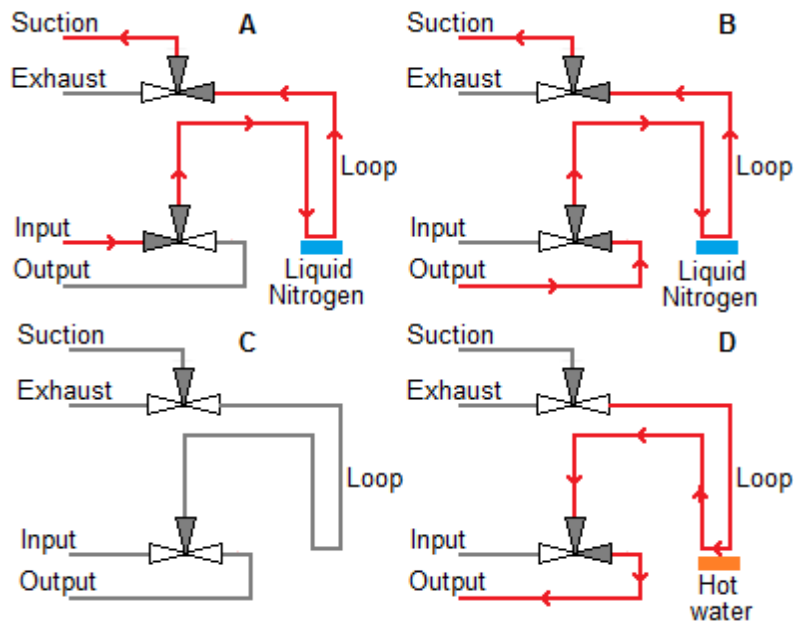 Suction
A
Exhaust
Loop
Input
Output
Liquid
Nitrogen
Suction
B
Exhaust
Loop
Input
Output
Liquid
Nitrogen
Suction
C
Exhaust
Loop
Input
Output
Suction
D
Exhaust
Loop
Input
Output
Hot
water